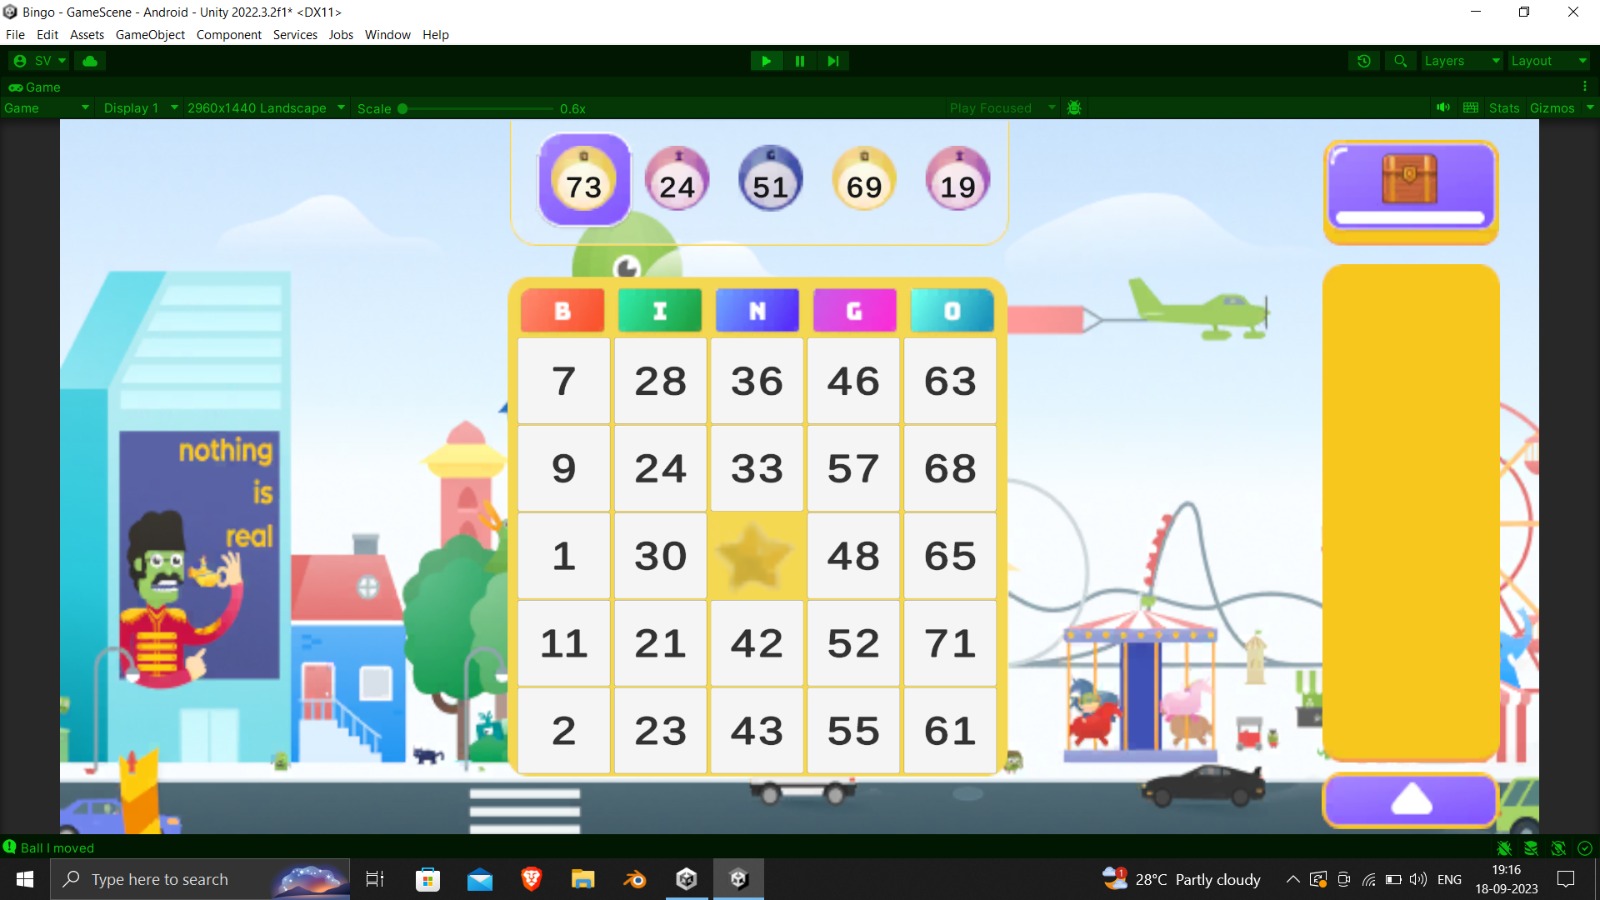 Bingo - GameScene - Android - Unity 2022.3.2f1* <DX11>
File Edit Assets GameObject Component Services Jobs Window Help
SV Layers Layout
Game
Game Display 1 2960x1440 Landscape Scale 0.6x Play Focused Stats Gizmos
I G I
73 24 51 69 19
B I N G O
7 28 36 46 63
9 24 33 57 68
1 30 48 65
11 21 42 52 71
2 23 43 55 61
nothing
is
real
Ball I moved
Type here to search 1 28°C Partly cloudy ENG 19:16
18-09-2023